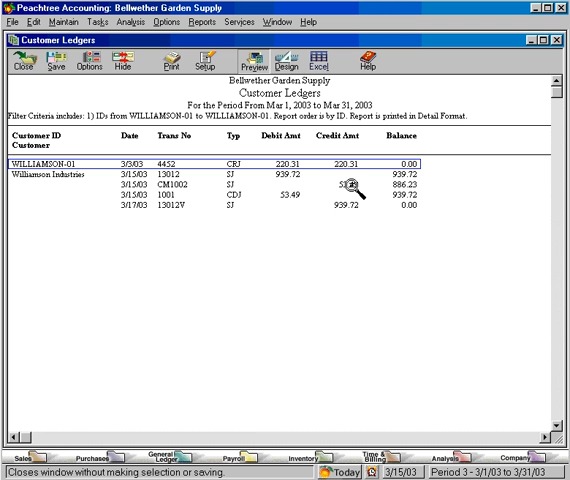 Peachtree Accounting: Bellwether Garden Supply
File Edit Maintain Tasks Analysis Options Reports Services Window Help
Customer Ledgers
Close Save Options Hide Print Setup Preview Design Excel Help
Bellwether Garden Supply
Customer Ledgers
For the Period From Mar 1, 2003 to Mar 31, 2003
Filter Criteria includes: 1) IDs from WILLIAMSON-01 to WILLIAMSON-01. Report order is by ID. Report is printed in Detail Format.
Customer ID Date Trans No Typ Debit Amt Credit Amt Balance
Customer
WILLIAMSON-01 3/3/03 4452 CRJ 220.31 220.31 0.00
Williamson Industries 3/15/03 13012 SJ 939.72 939.72
3/15/03 CM1002 SJ 886.23
3/15/03 1001 CDJ 53.49 939.72
3/17/03 13012V SJ 939.72 0.00
Sales Purchases General Ledger Payroll Inventory Time & Billing Analysis Company
Closes window without making selection or saving. Today 3/15/03 Period 3 - 3/1/03 to 3/31/03